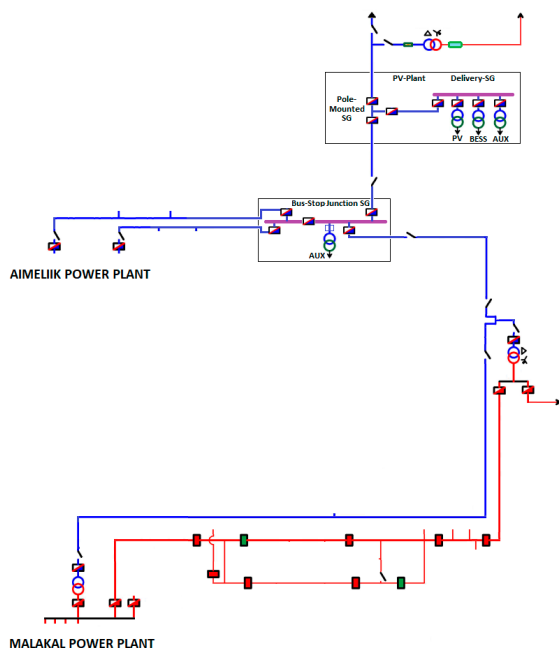 PV-Plant
Delivery-SG
Pole-
Mounted
SG
PV
BESS
AUX
Bus-Stop Junction SG
AUX
AIMELIIK POWER PLANT
MALAKAL POWER PLANT